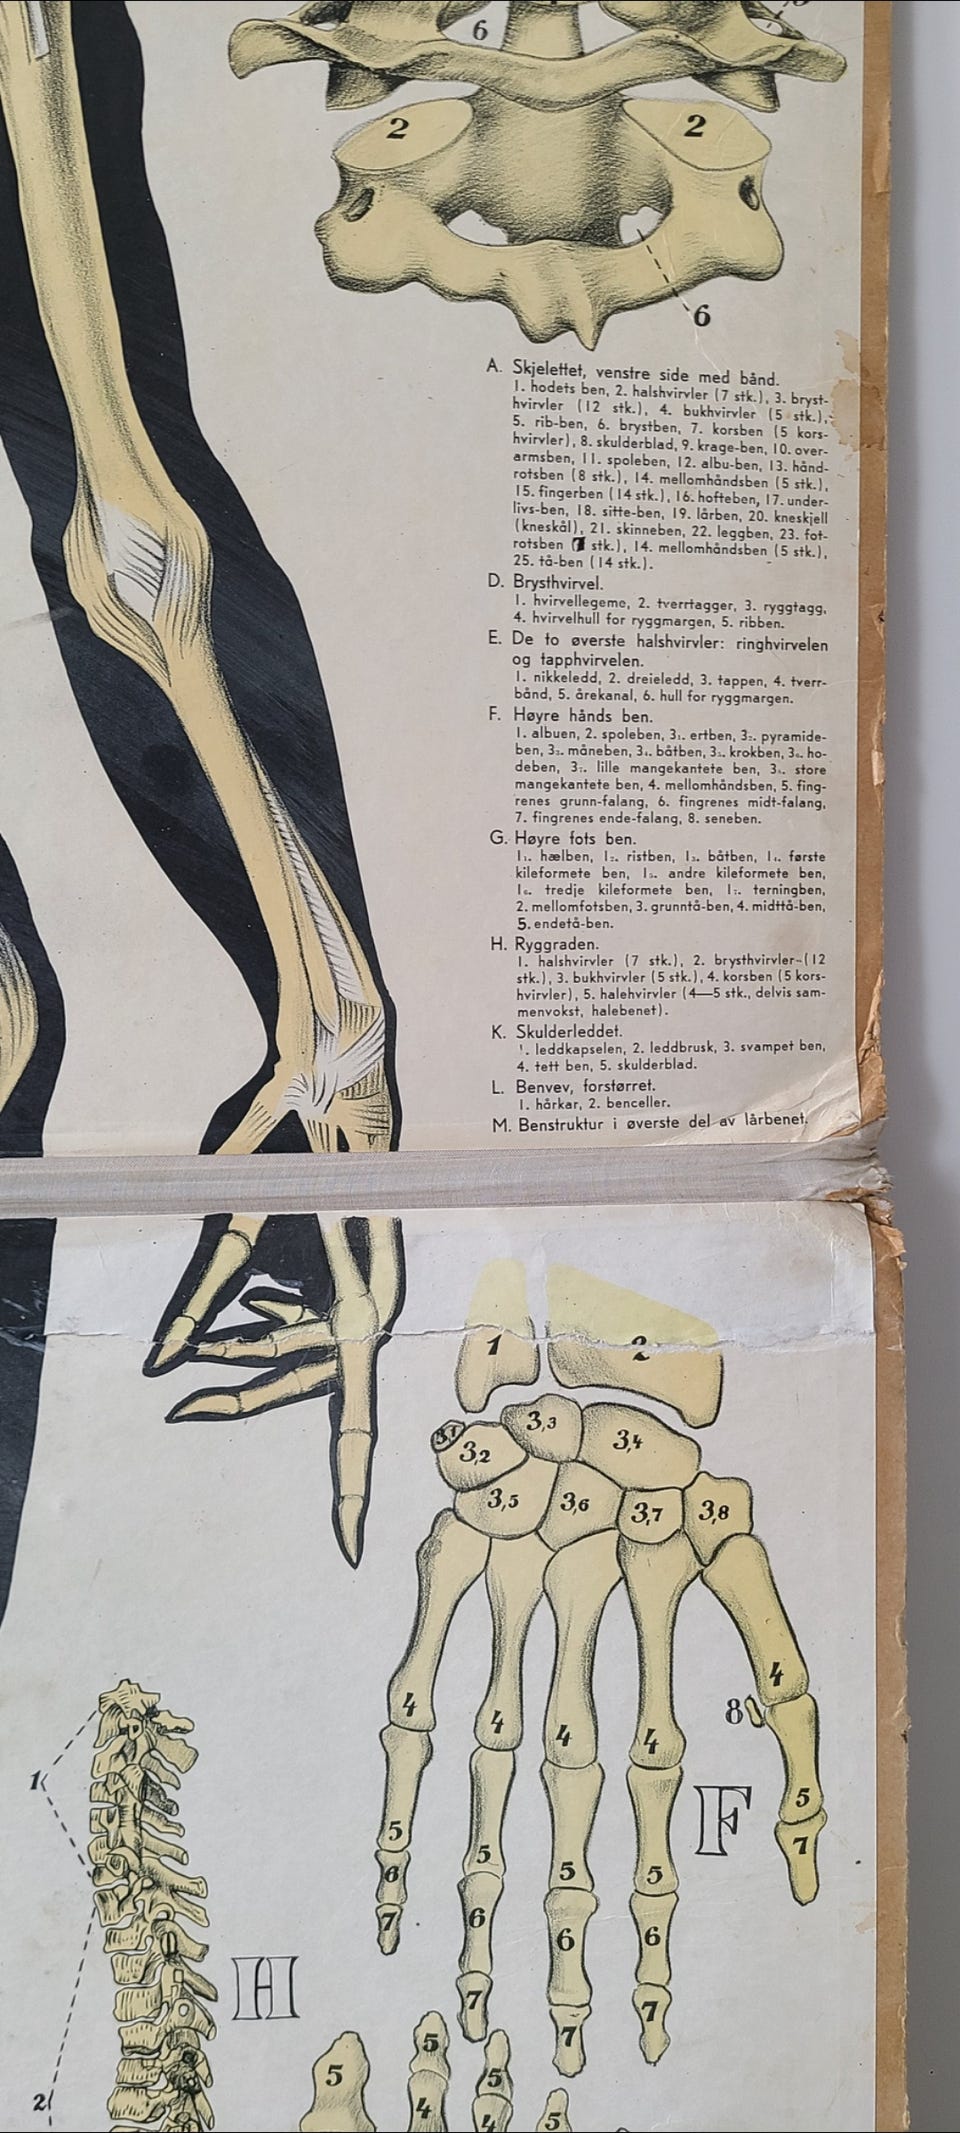 6
2
2
6
A. Skjelettet, venstre side med bånd.
1. hodets ben, 2. halshvirvler (7 stk.), 3. bryst-
hvirvler (12 stk.), 4. bukhvirvler (5 stk.),
5. rib-ben, 6. brystben, 7. korsben (5 kors-
hvirvler), 8. skulderblad, 9. krage-ben, 10. over-
armsben, 11. spoleben, 12. albu-ben, 13. hånd-
rotsben (8 stk.), 14. mellomhåndsben (5 stk.),
15. fingerben (14 stk.), 16. hofteben, 17. under-
livs-ben, 18. sitte-ben, 19. lårben, 20. kneskjell
(kneskål), 21. skinneben, 22. leggben, 23. fot-
rotsben (7 stk.), 14. mellomhåndsben (5 stk.),
25. tå-ben (14 stk.).
D. Brysthvirvel.
1. hvirvellegeme, 2. tverrtagger, 3. ryggtagg,
4. hvirvelhull for ryggmargen, 5. ribben.
E. De to øverste halshvirvler: ringhvirvelen
og tapphvirvelen.
1. nikkeledd, 2. dreieledd, 3. tappen, 4. tverr-
bånd, 5. årekanal, 6. hull for ryggmargen.
F. Høyre hånds ben.
1. albuen, 2. spoleben, 3₁. ertben, 3₂. pyramide-
ben, 3₃. måneben, 3₄. båtben, 3₅. krokben, 3₆. ho-
deben, 3₇. lille mangekantete ben, 3₈. store
mangekantete ben, 4. mellomhåndsben, 5. fing-
renes grunn-falang, 6. fingrenes midt-falang,
7. fingrenes ende-falang, 8. seneben.
G. Høyre fots ben.
1₁. hælben, 1₂. ristben, 1₃. båtben, 1₄. første
kileformete ben, 1₅. andre kileformete ben,
1₆. tredje kileformete ben, 1₇. terningben,
2. mellomfotsben, 3. grunntå-ben, 4. midttå-ben,
5. endetå-ben.
H. Ryggraden.
1. halshvirvler (7 stk.), 2. brysthvirvler (12
stk.), 3. bukhvirvler (5 stk.), 4. korsben (5 kors-
hvirvler), 5. halehvirvler (4—5 stk., delvis sam-
menvokst, halebenet).
K. Skulderleddet.
1. leddkapselen, 2. leddbrusk, 3. svampet ben,
4. tett ben, 5. skulderblad.
L. Benvev, forstørret.
1. hårkar, 2. benceller.
M. Benstruktur i øverste del av lårbenet.
1
2
3,1
3,2
3,3
3,4
3,5
3,6
3,7
3,8
4
4
4
4
4
8
5
5
5
5
5
6
6
6
6
7
7
7
7
7
F
1
H
2
5
5
5
5
4
4